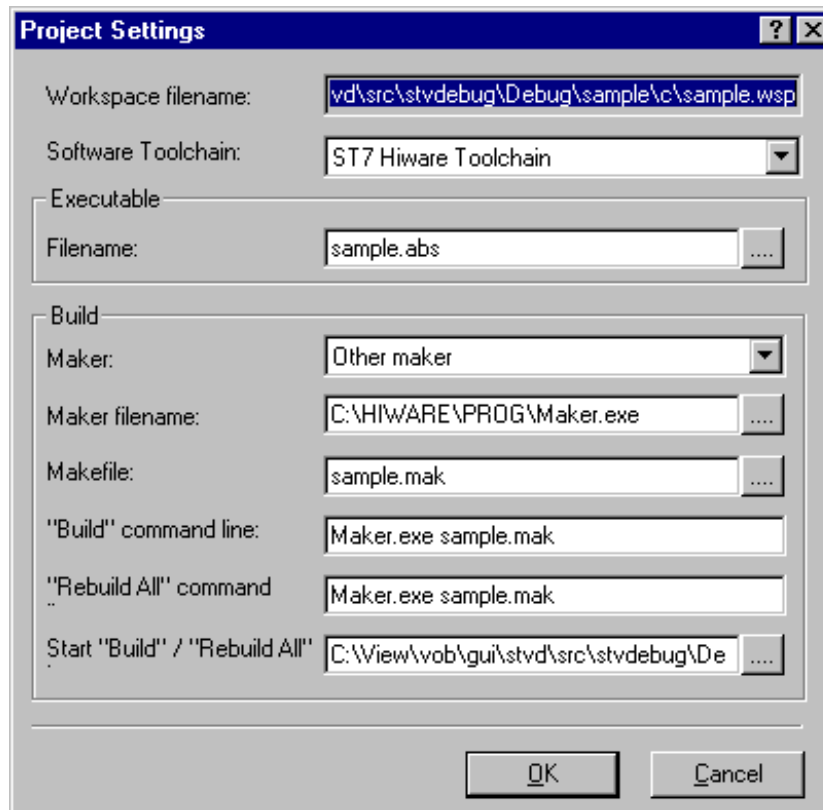 Project Settings
Workspace filename: vd\src\stvdebug\Debug\sample\c\sample.wsp
Software Toolchain: ST7 Hiware Toolchain
Executable
Filename: sample.abs ....
Build
Maker: Other maker
Maker filename: C:\HIWARE\PROG\Maker.exe ....
Makefile: sample.mak ....
"Build" command line: Maker.exe sample.mak
"Rebuild All" command Maker.exe sample.mak
Start "Build" / "Rebuild All" C:\View\vob\gui\stvd\src\stvdebug\De ....
OK Cancel